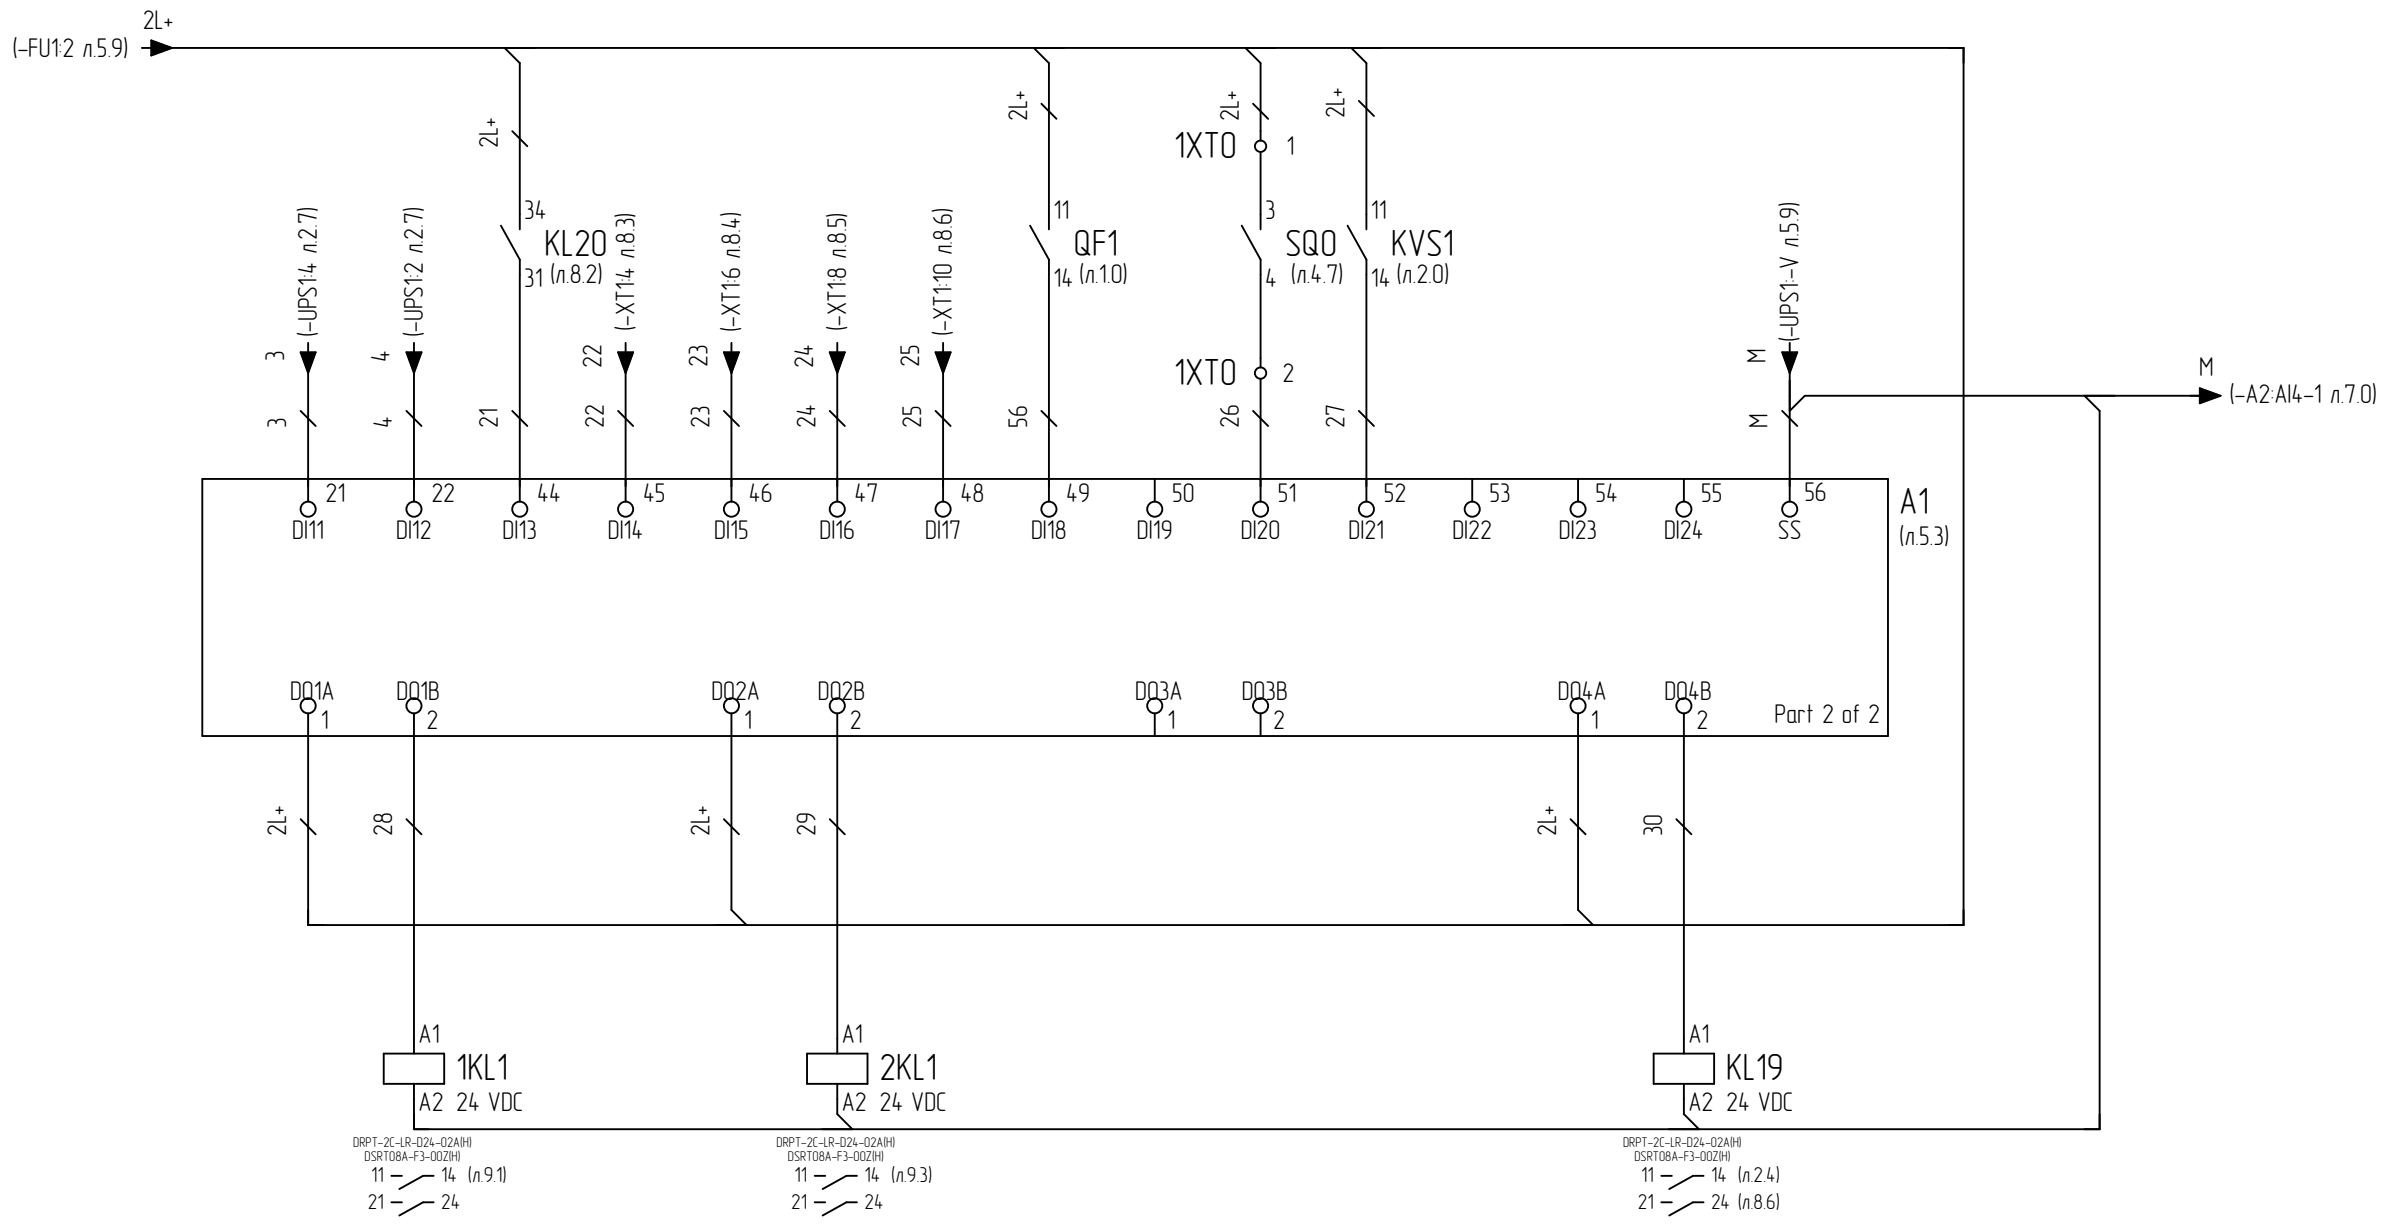 2L+
(-FU1:2 л.5.9)
2L+
2L+
2L+
2L+
1XT0 1
34
KL20
31 (л.8.2)
11
QF1
14 (л.1.0)
3
SQ0
4 (л.4.7)
11
KVS1
14 (л.2.0)
(-UPS1:4 л.2.7)
(-UPS1:2 л.2.7)
(-XT1:4 л.8.3)
(-XT1:6 л.8.4)
(-XT1:8 л.8.5)
(-XT1:10 л.8.6)
(-UPS1:-V л.5.9)
3 4 22 23 24 25 M
1XT0 2
M
(-A2:AI4-1 л.7.0)
3 4 21 22 23 24 25 56 26 27 M
21 22 44 45 46 47 48 49 50 51 52 53 54 55 56
DI11 DI12 DI13 DI14 DI15 DI16 DI17 DI18 DI19 DI20 DI21 DI22 DI23 DI24 SS
A1
(л.5.3)
DO1A DO1B DO2A DO2B DO3A DO3B DO4A DO4B
1 2 1 2 1 2 1 2
Part 2 of 2
2L+ 28 2L+ 29 2L+ 30
A1
1KL1
A2 24 VDC
DRPT-2C-LR-D24-02A(H)
DSRT08A-F3-00Z(H)
11 14 (л.9.1)
21 24
A1
2KL1
A2 24 VDC
DRPT-2C-LR-D24-02A(H)
DSRT08A-F3-00Z(H)
11 14 (л.9.3)
21 24
A1
KL19
A2 24 VDC
DRPT-2C-LR-D24-02A(H)
DSRT08A-F3-00Z(H)
11 14 (л.2.4)
21 24 (л.8.6)